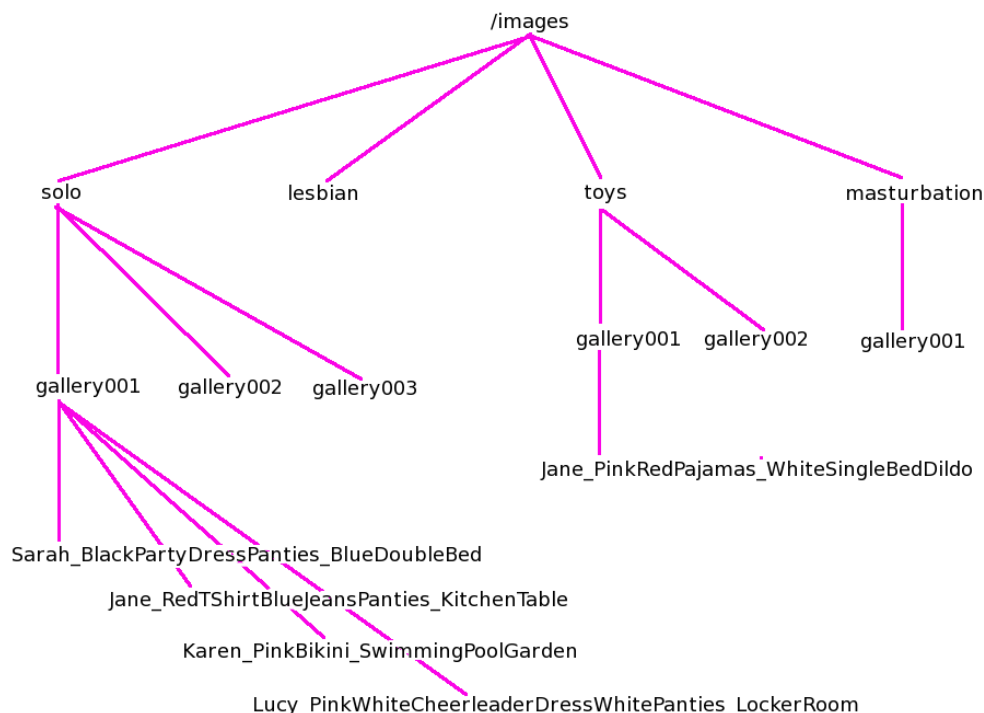 /images
solo
lesbian
toys
masturbation
gallery001
gallery002
gallery001
gallery001
gallery002
gallery003
Jane_PinkRedPajamas_WhiteSingleBedDildo
Sarah_BlackPartyDressPanties_BlueDoubleBed
Jane_RedTShirtBlueJeansPanties_KitchenTable
Karen_PinkBikini_SwimmingPoolGarden
Lucy_PinkWhiteCheerleaderDressWhitePanties_LockerRoom